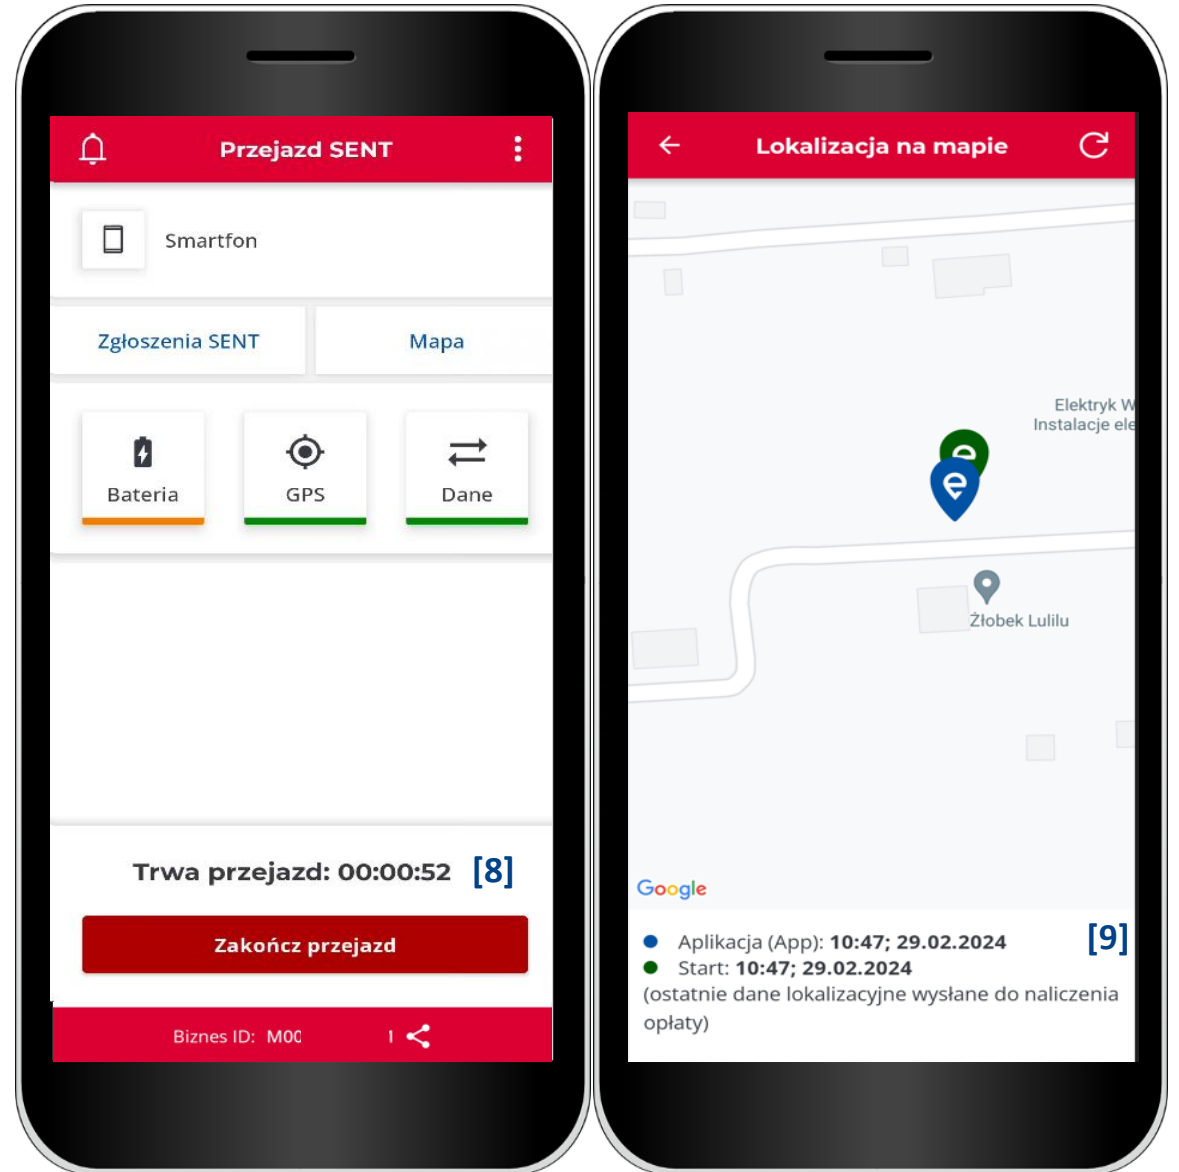 Przejazd SENT
Smartfon
Zgłoszenia SENT
Mapa
Bateria
GPS
Dane
Trwa przejazd: 00:00:52 [8]
Zakończ przejazd
Biznes ID: M00
Lokalizacja na mapie
Elektryk W
Instalacje ele
Żłobek Lulilu
Google
Aplikacja (App): 10:47; 29.02.2024 [9]
Start: 10:47; 29.02.2024
(ostatnie dane lokalizacyjne wysłane do naliczenia
opłaty)